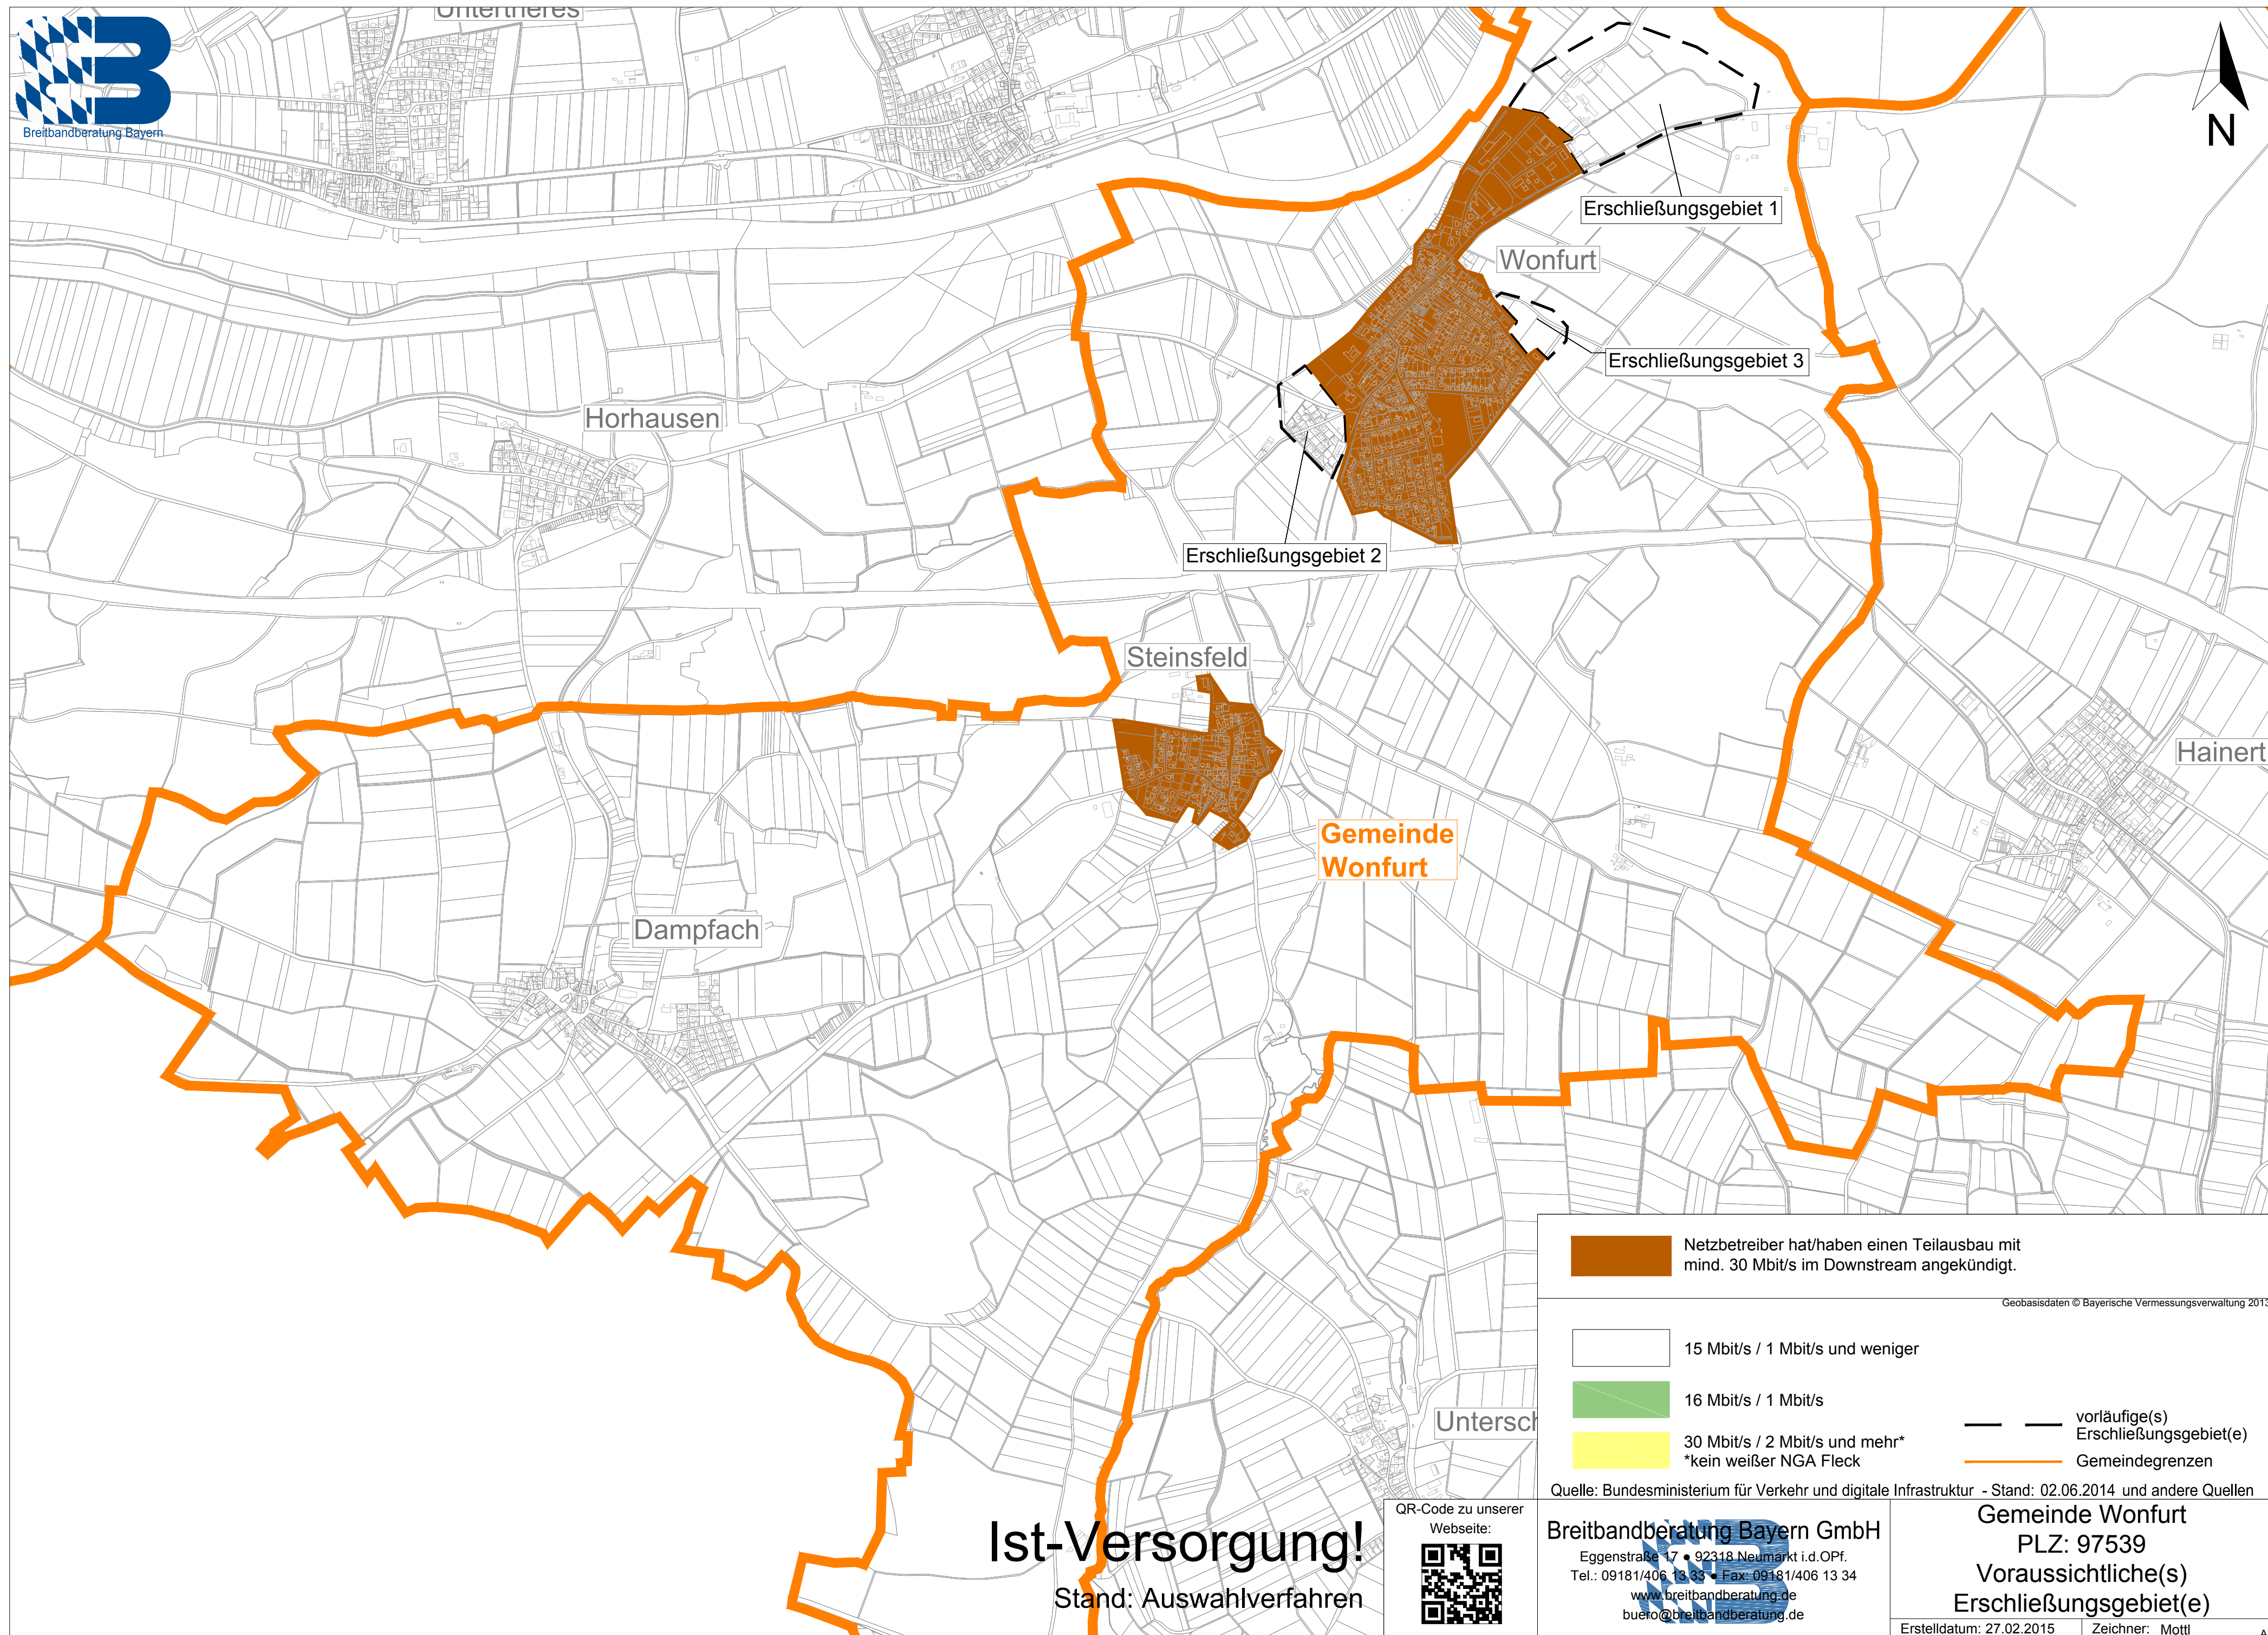 Untertheres
Breitbandberatung Bayern
N
Erschließungsgebiet 1
Wonfurt
Erschließungsgebiet 3
Horhausen
Erschließungsgebiet 2
Steinsfeld
Hainert
Gemeinde
Wonfurt
Dampfach
Untersch
Netzbetreiber hat/haben einen Teilausbau mit
mind. 30 Mbit/s im Downstream angekündigt.
Geobasisdaten © Bayerische Vermessungsverwaltung 2013
15 Mbit/s / 1 Mbit/s und weniger
16 Mbit/s / 1 Mbit/s
30 Mbit/s / 2 Mbit/s und mehr*
*kein weißer NGA Fleck
vorläufige(s)
Erschließungsgebiet(e)
Gemeindegrenzen
Quelle: Bundesministerium für Verkehr und digitale Infrastruktur - Stand: 02.06.2014 und andere Quellen
Ist-Versorgung!
Stand: Auswahlverfahren
QR-Code zu unserer
Webseite:
Breitbandberatung Bayern GmbH
Eggenstraße 17 ● 92318 Neumarkt i.d.OPf.
Tel.: 09181/406 13 33 ● Fax: 09181/406 13 34
www.breitbandberatung.de
buero@breitbandberatung.de
Gemeinde Wonfurt
PLZ: 97539
Voraussichtliche(s)
Erschließungsgebiet(e)
Erstelldatum: 27.02.2015
Zeichner: Mottl